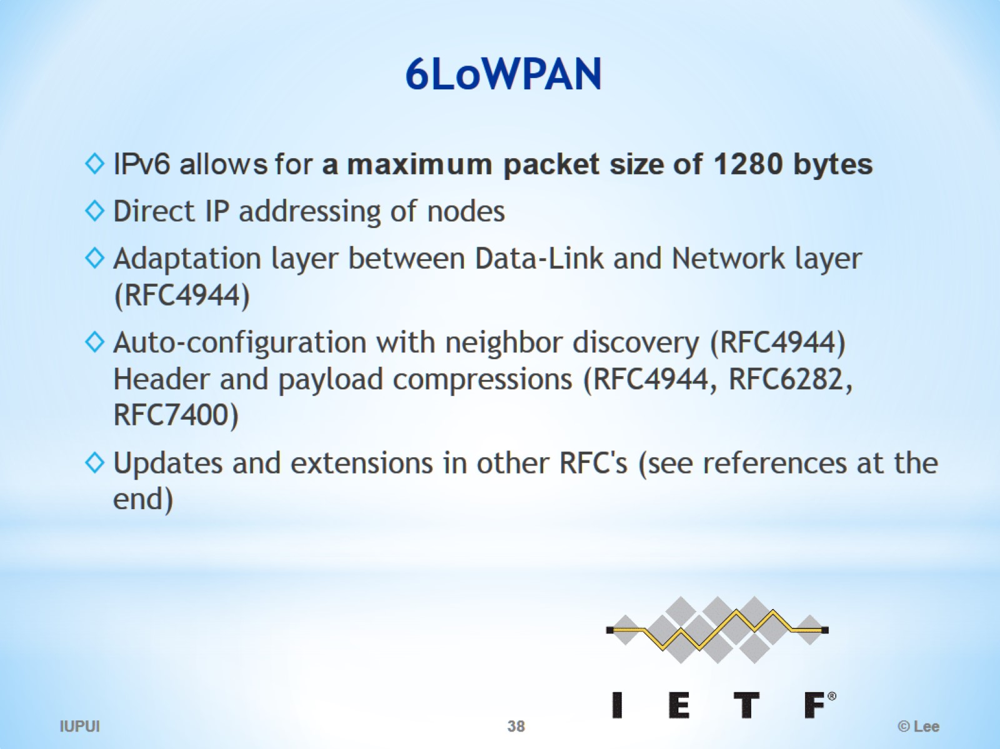 6LoWPAN
IPv6 allows for a maximum packet size of 1280 bytes
Direct IP addressing of nodes
Adaptation layer between Data-Link and Network layer
(RFC4944)
Auto-configuration with neighbor discovery (RFC4944)
Header and payload compressions (RFC4944, RFC6282,
RFC7400)
Updates and extensions in other RFC's (see references at the
end)
I E T F®
IUPUI
38
© Lee